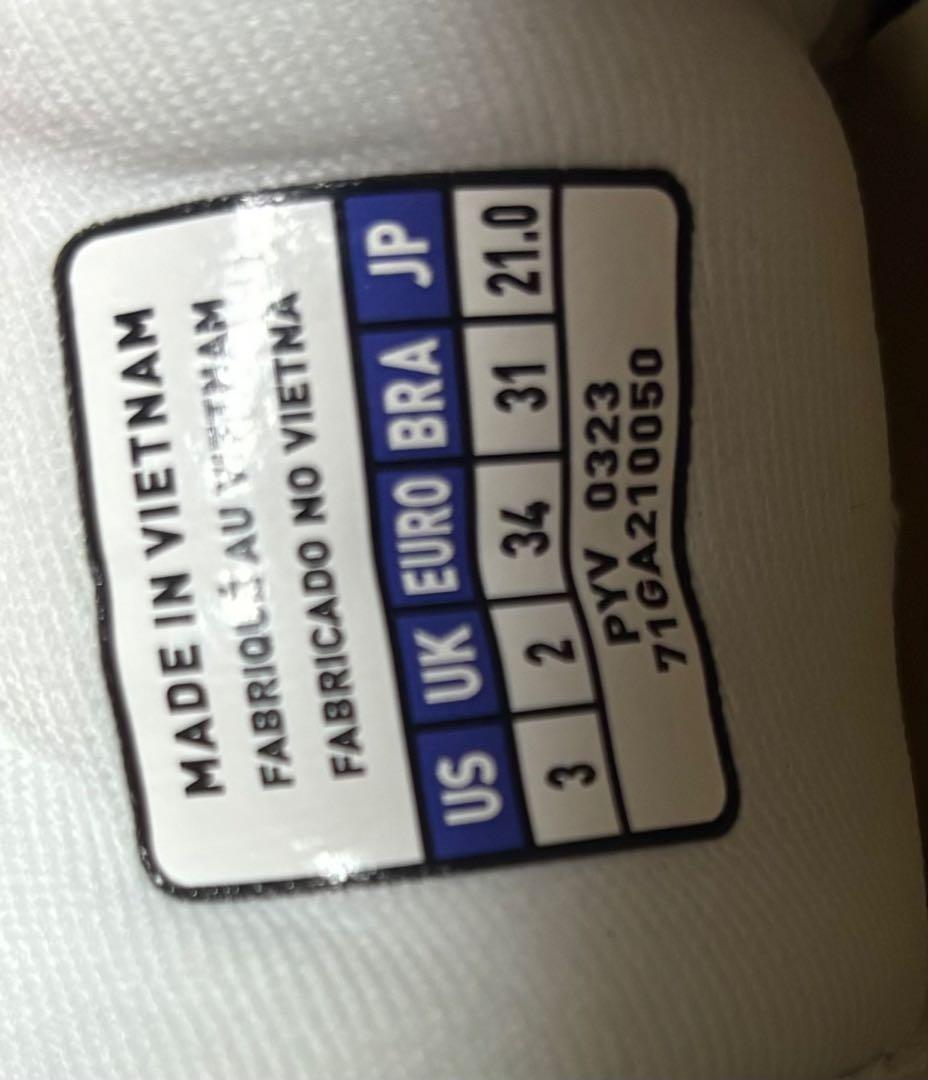 MADE IN VIETNAM
FABRIQUÉ AU VIETNAM
FABRICADO NO VIETNA
US UK EURO BRA JP
3 2 34 31 21.0
PYV 0323
71GA210050